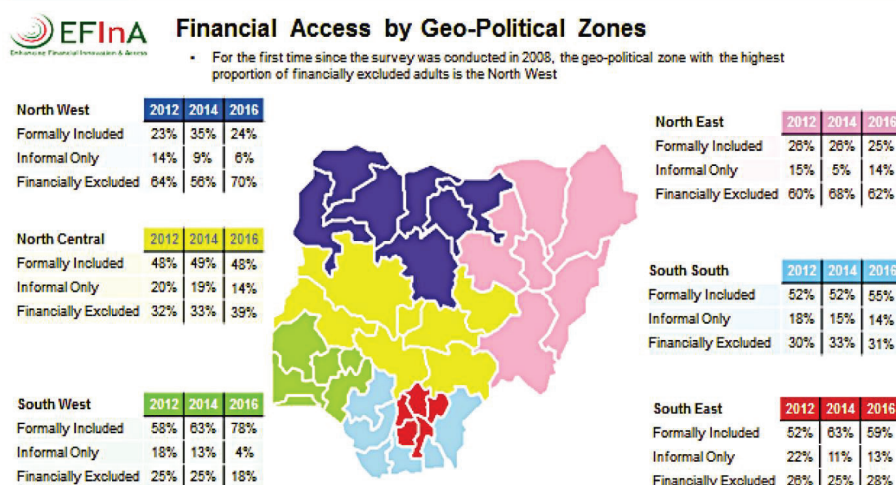 EFInA
Enhancing Financial Innovation & Access
Financial Access by Geo-Political Zones
• For the first time since the survey was conducted in 2008, the geo-political zone with the highest
proportion of financially excluded adults is the North West
North West 2012 2014 2016
Formally Included 23% 35% 24%
Informal Only 14% 9% 6%
Financially Excluded 64% 56% 70%
North Central 2012 2014 2016
Formally Included 48% 49% 48%
Informal Only 20% 19% 14%
Financially Excluded 32% 33% 39%
South West 2012 2014 2016
Formally Included 58% 63% 78%
Informal Only 18% 13% 4%
Financially Excluded 25% 25% 18%
North East 2012 2014 2016
Formally Included 26% 26% 25%
Informal Only 15% 5% 14%
Financially Excluded 60% 68% 62%
South South 2012 2014 2016
Formally Included 52% 52% 55%
Informal Only 18% 15% 14%
Financially Excluded 30% 33% 31%
South East 2012 2014 2016
Formally Included 52% 63% 59%
Informal Only 22% 11% 13%
Financially Excluded 26% 25% 28%